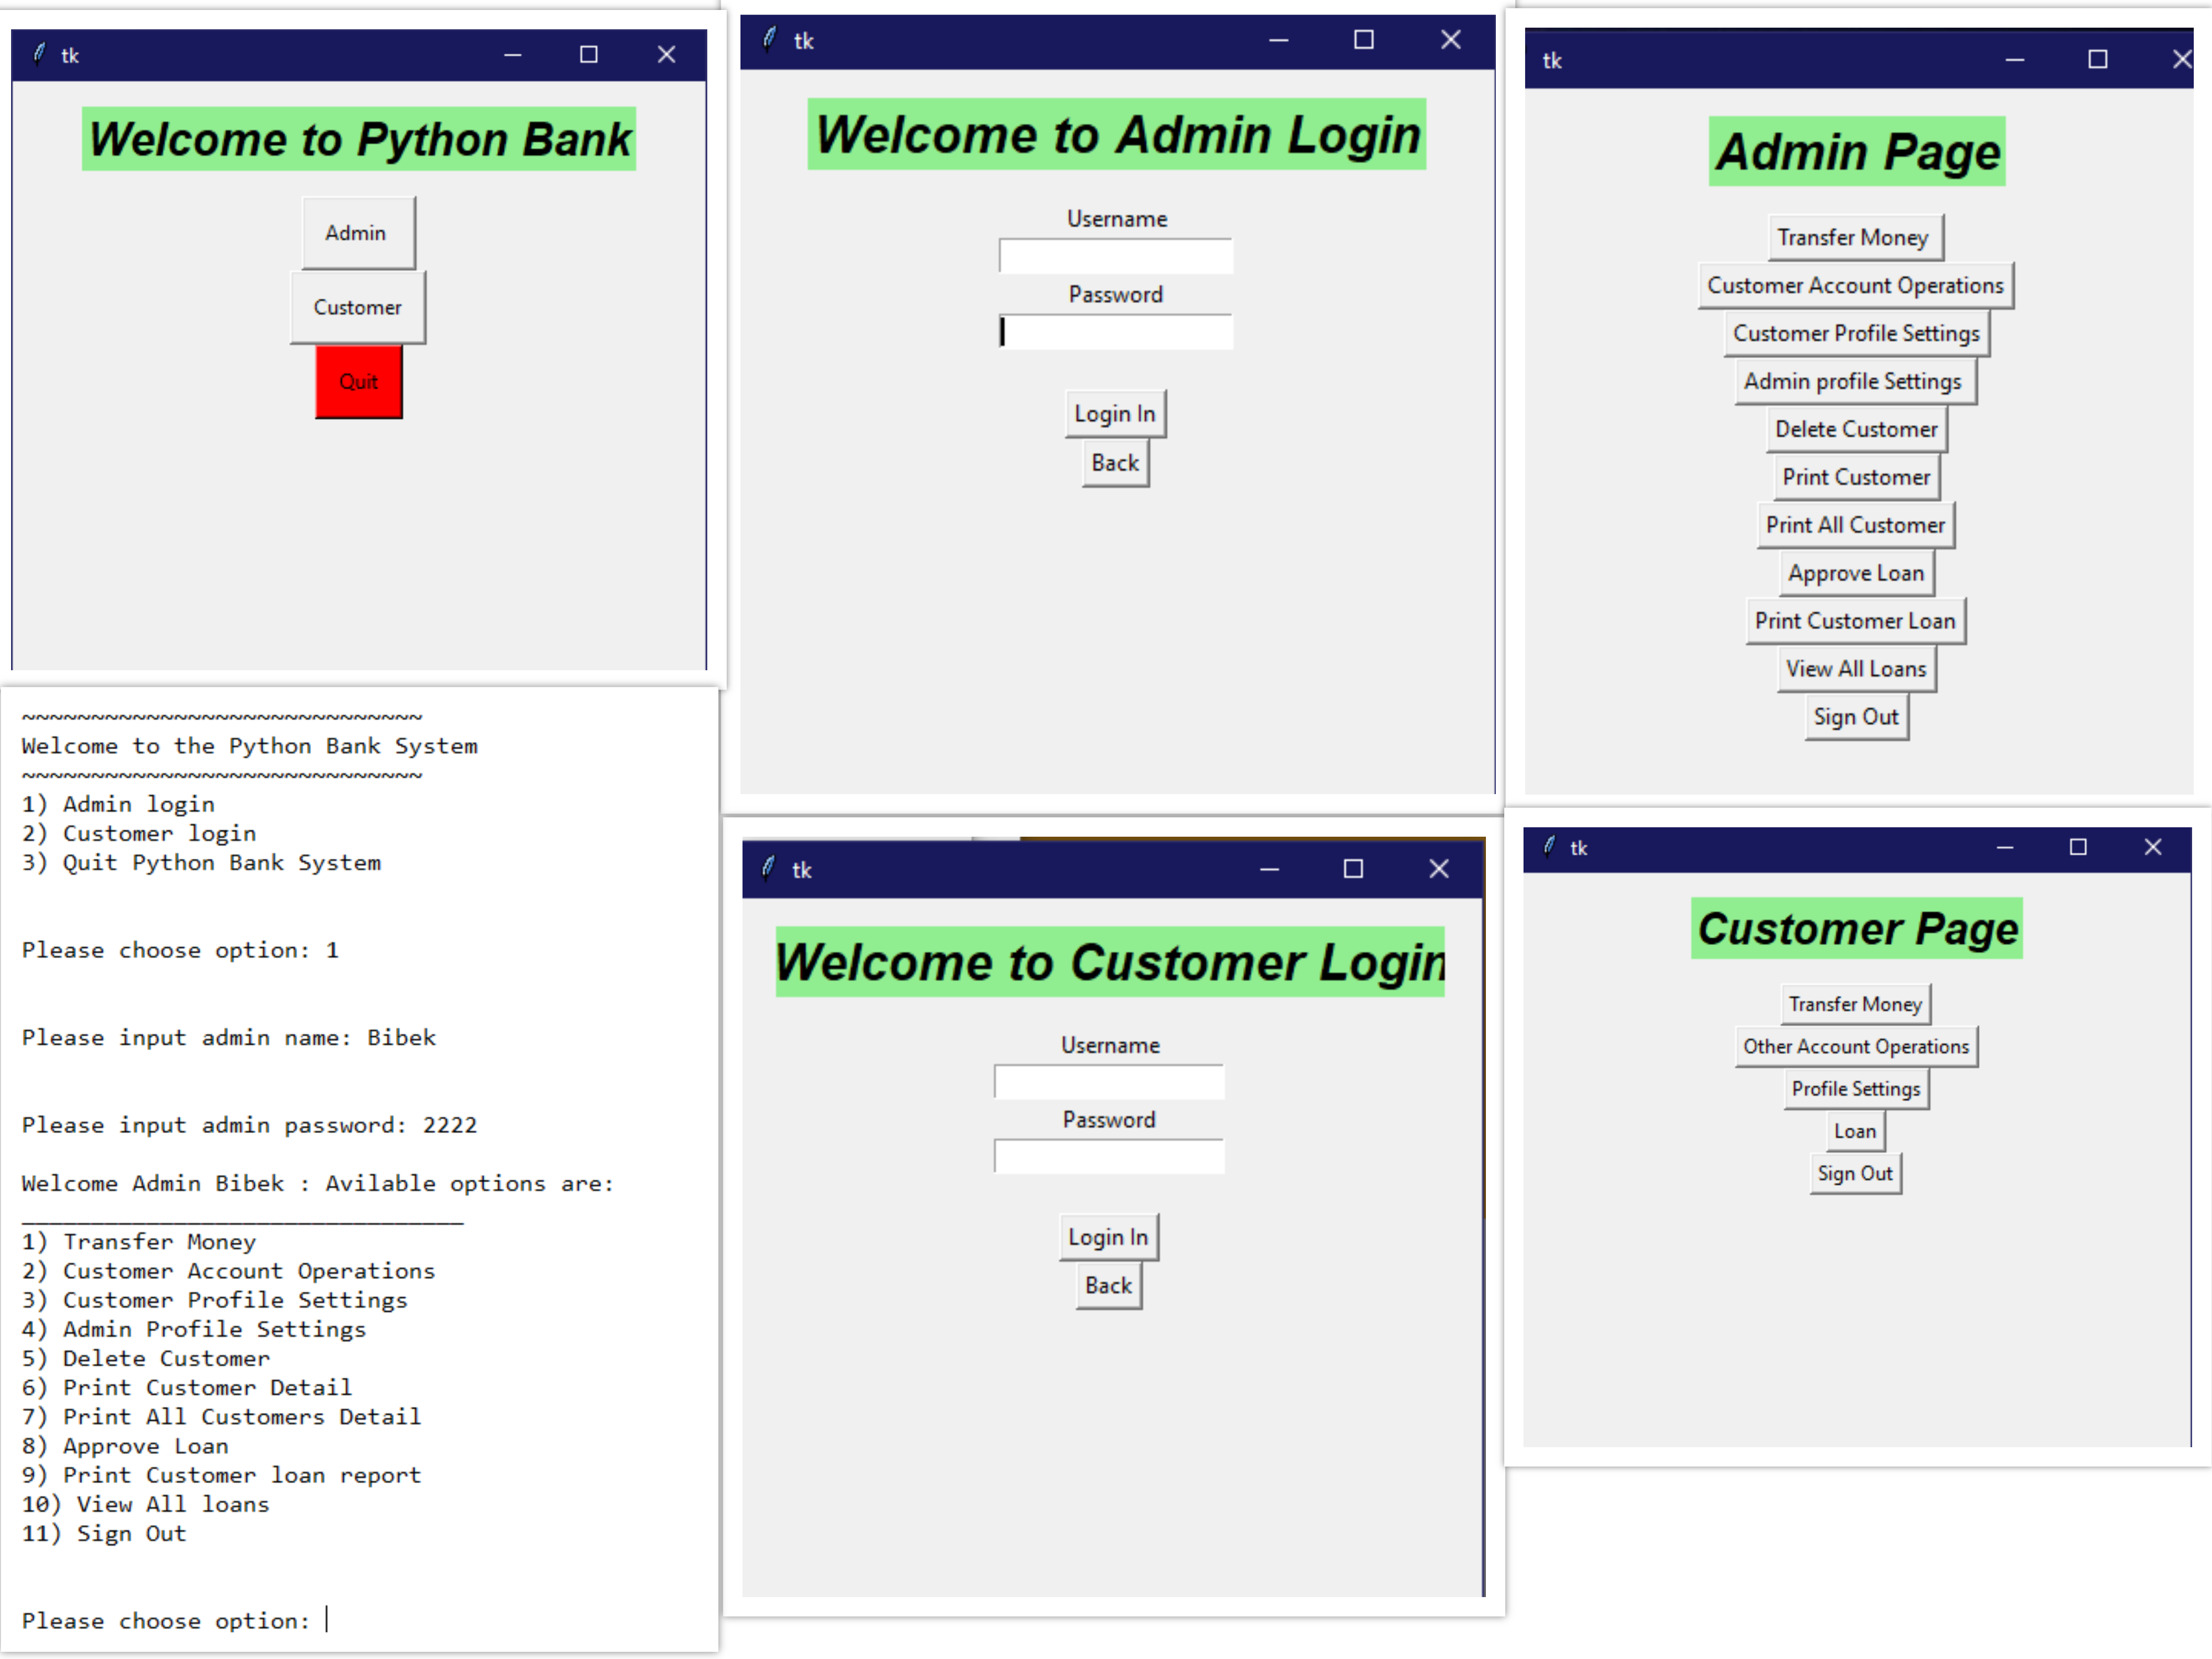 tk
Welcome to Python Bank
Admin
Customer
Quit
tk
Welcome to Admin Login
Username
Password
Login In
Back
tk
Admin Page
Transfer Money
Customer Account Operations
Customer Profile Settings
Admin profile Settings
Delete Customer
Print Customer
Print All Customer
Approve Loan
Print Customer Loan
View All Loans
Sign Out
~~~~~~~~~~~~~~~~~~~~~~~~~~~~~
Welcome to the Python Bank System
~~~~~~~~~~~~~~~~~~~~~~~~~~~~~
1) Admin login
2) Customer login
3) Quit Python Bank System
Please choose option: 1
Please input admin name: Bibek
Please input admin password: 2222
Welcome Admin Bibek : Avilable options are:
________________________________
1) Transfer Money
2) Customer Account Operations
3) Customer Profile Settings
4) Admin Profile Settings
5) Delete Customer
6) Print Customer Detail
7) Print All Customers Detail
8) Approve Loan
9) Print Customer loan report
10) View All loans
11) Sign Out
Please choose option:
tk
Welcome to Customer Login
Username
Password
Login In
Back
tk
Customer Page
Transfer Money
Other Account Operations
Profile Settings
Loan
Sign Out